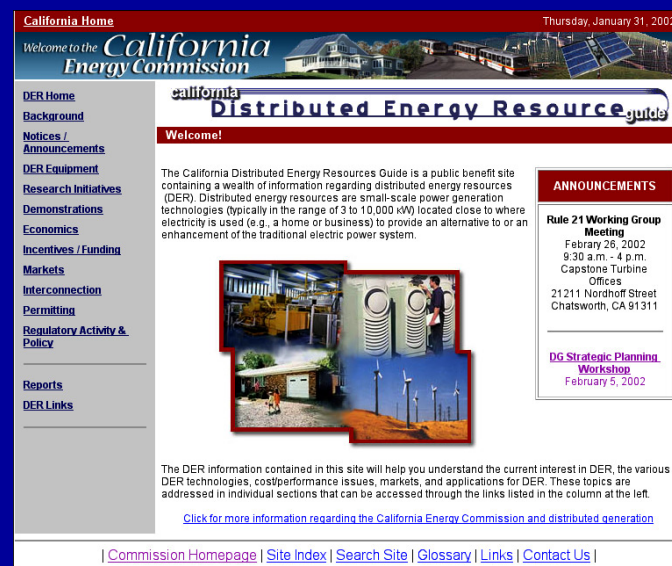 California Home
Thursday, January 31, 2002
Welcome to the California
Energy Commission
DER Home
Background
Notices /
Announcements
DER Equipment
Research Initiatives
Demonstrations
Economics
Incentives / Funding
Markets
Interconnection
Permitting
Regulatory Activity &
Policy
Reports
DER Links
california
Distributed Energy Resource guide
Welcome!
The California Distributed Energy Resources Guide is a public benefit site
containing a wealth of information regarding distributed energy resources
(DER). Distributed energy resources are small-scale power generation
technologies (typically in the range of 3 to 10,000 kW) located close to where
electricity is used (e.g., a home or business) to provide an alternative to or an
enhancement of the traditional electric power system.
ANNOUNCEMENTS
Rule 21 Working Group
Meeting
Febrary 26, 2002
9:30 a.m. - 4 p.m.
Capstone Turbine
Offices
21211 Nordhoff Street
Chatsworth, CA 91311
DG Strategic Planning
Workshop
February 5, 2002
The DER information contained in this site will help you understand the current interest in DER, the various
DER technologies, cost/performance issues, markets, and applications for DER. These topics are
addressed in individual sections that can be accessed through the links listed in the column at the left.
Click for more information regarding the California Energy Commission and distributed generation
| Commission Homepage | Site Index | Search Site | Glossary | Links | Contact Us |